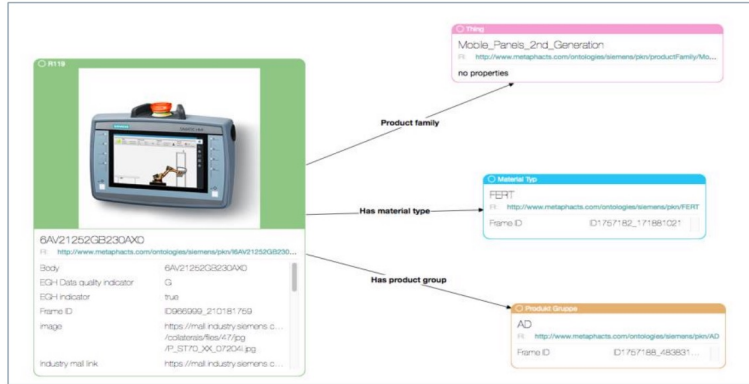 Thing
Mobile_Panels_2nd_Generation
http://www.metaphacts.com/ontologies/siemens/pkn/productFamily/Mo...
no properties
R119
SIEMENS
Product family
Material Typ
FERT
http://www.metaphacts.com/ontologies/siemens/pkn/FERT
Frame ID ID1757182_171881021
Has material type
6AV21252GB230AX0
http://www.metaphacts.com/ontologies/siemens/pkn/I6AV21252GB230...
Body 6AV21252GB230AX0
EGH Data quality indicator G
EGH indicator true
Frame ID ID966999_210181759
image https://mall.industry.siemens.c...
/collaterals/files/47/jpg
/P_ST70_XX_07204i.jpg
Industry mall link https://mall.industry.siemens.c...
Has product group
Produkt Gruppe
AD
http://www.metaphacts.com/ontologies/siemens/pkn/AD
Frame ID ID1757188_483831...